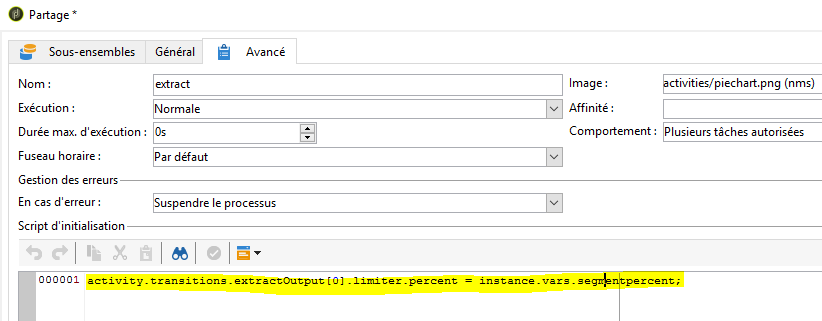 Partage *
Sous-ensembles Général Avancé
Nom : extract Image : activities/piechart.png (nms)
Exécution : Normale Affinité :
Durée max. d'exécution : 0s Comportement : Plusieurs tâches autorisées
Fuseau horaire : Par défaut
Gestion des erreurs
En cas d'erreur : Suspendre le processus
Script d'initialisation
000001 activity.transitions.extractOutput[0].limiter.percent = instance.vars.segmentpercent;